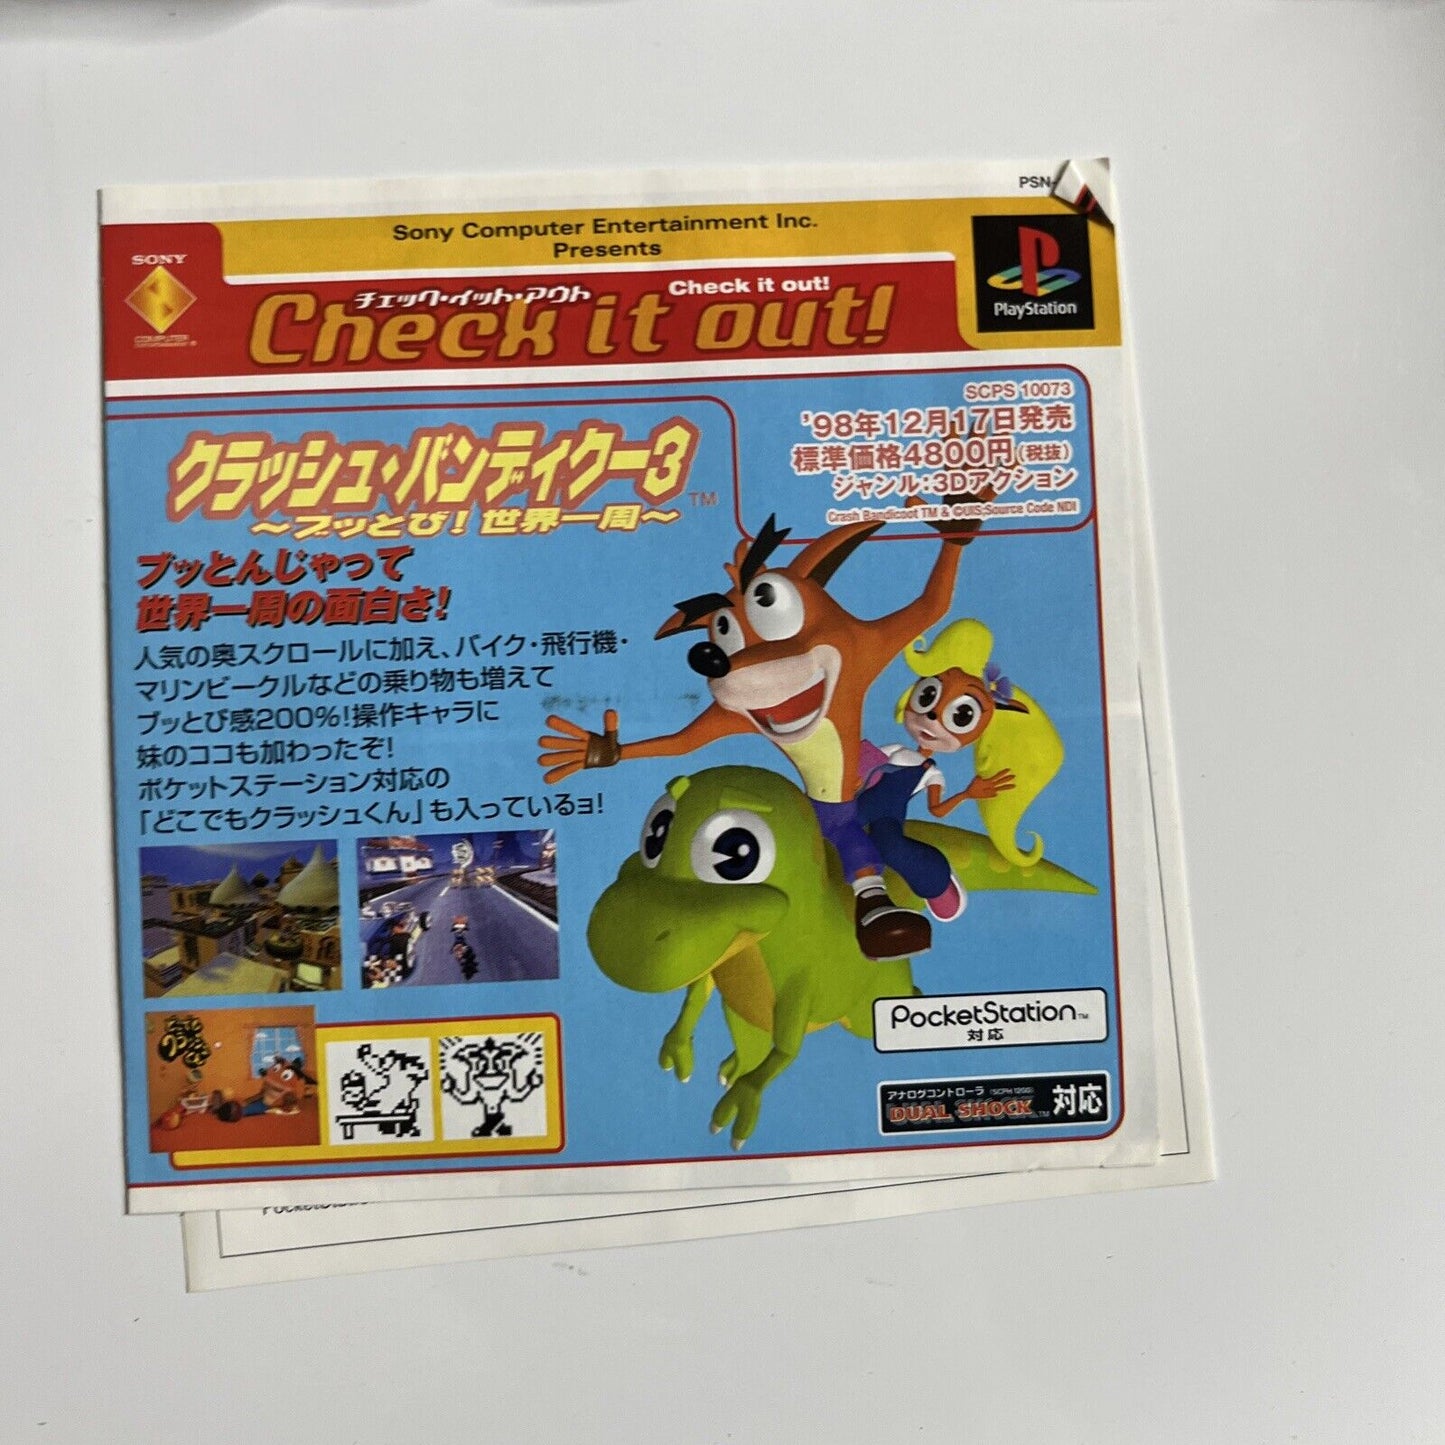 PSN-
Sony Computer Entertainment Inc.
Presents
SONY
COMPUTER
ENTERTAINMENT
チェック・イット・アウト
Check it out!
Check it out!
PlayStation
SCPS 10073
'98年12月17日発売
標準価格4800円(税抜)
ジャンル:3Dアクション
Crash Bandicoot TM & ©UIS;Source Code NDI
クラッシュ・バンディクー3 TM
〜ブッとび!世界一周〜
ブッとんじゃって
世界一周の面白さ!
人気の奥スクロールに加え、バイク・飛行機・
マリンビークルなどの乗り物も増えて
ブッとび感200%!操作キャラに
妹のココも加わったぞ!
ポケットステーション対応の
「どこでもクラッシュくん」も入っているョ!
PocketStation TM
対応
アナログコントローラ (SCPH 1200)
DUAL SHOCK TM 対応